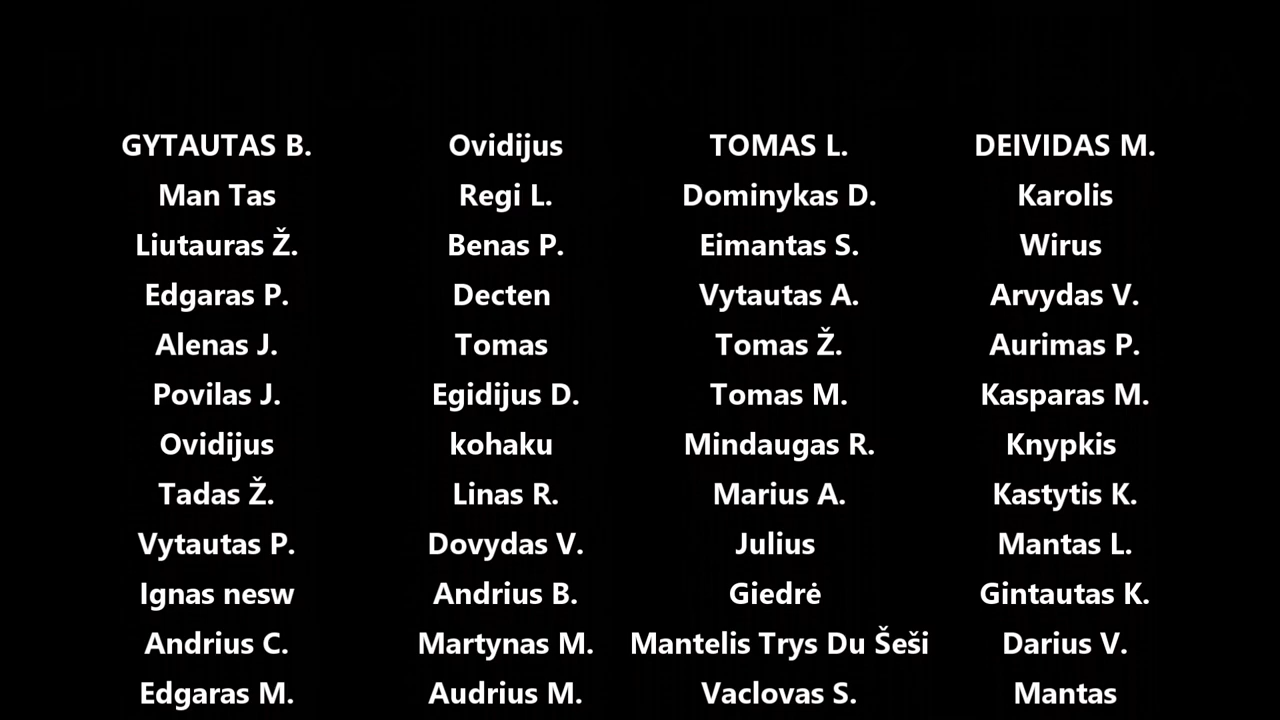 GYTAUTAS B. Ovidijus TOMAS L. DEIVIDAS M.
Man Tas Regi L. Dominykas D. Karolis
Liutauras Ž. Benas P. Eimantas S. Wirus
Edgaras P. Decten Vytautas A. Arvydas V.
Alenas J. Tomas Tomas Ž. Aurimas P.
Povilas J. Egidijus D. Tomas M. Kasparas M.
Ovidijus kohaku Mindaugas R. Knypkis
Tadas Ž. Linas R. Marius A. Kastytis K.
Vytautas P. Dovydas V. Julius Mantas L.
Ignas nesw Andrius B. Giedrė Gintautas K.
Andrius C. Martynas M. Mantelis Trys Du Šeši Darius V.
Edgaras M. Audrius M. Vaclovas S. Mantas